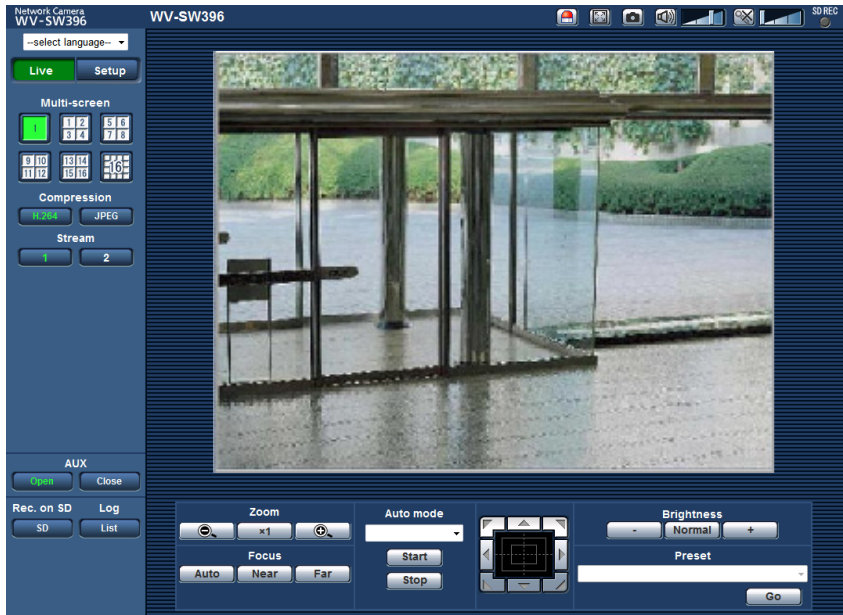 Network Camera
WV-SW396
WV-SW396
SD REC
--select language--
Live Setup
Multi-screen
1
1 2
3 4
5 6
7 8
9 10
11 12
13 14
15 16
16
Compression
H.264 JPEG
Stream
1 2
AUX
Open Close
Rec. on SD Log
SD List
Zoom
×1
Focus
Auto Near Far
Auto mode
Start
Stop
Brightness
- Normal +
Preset
Go